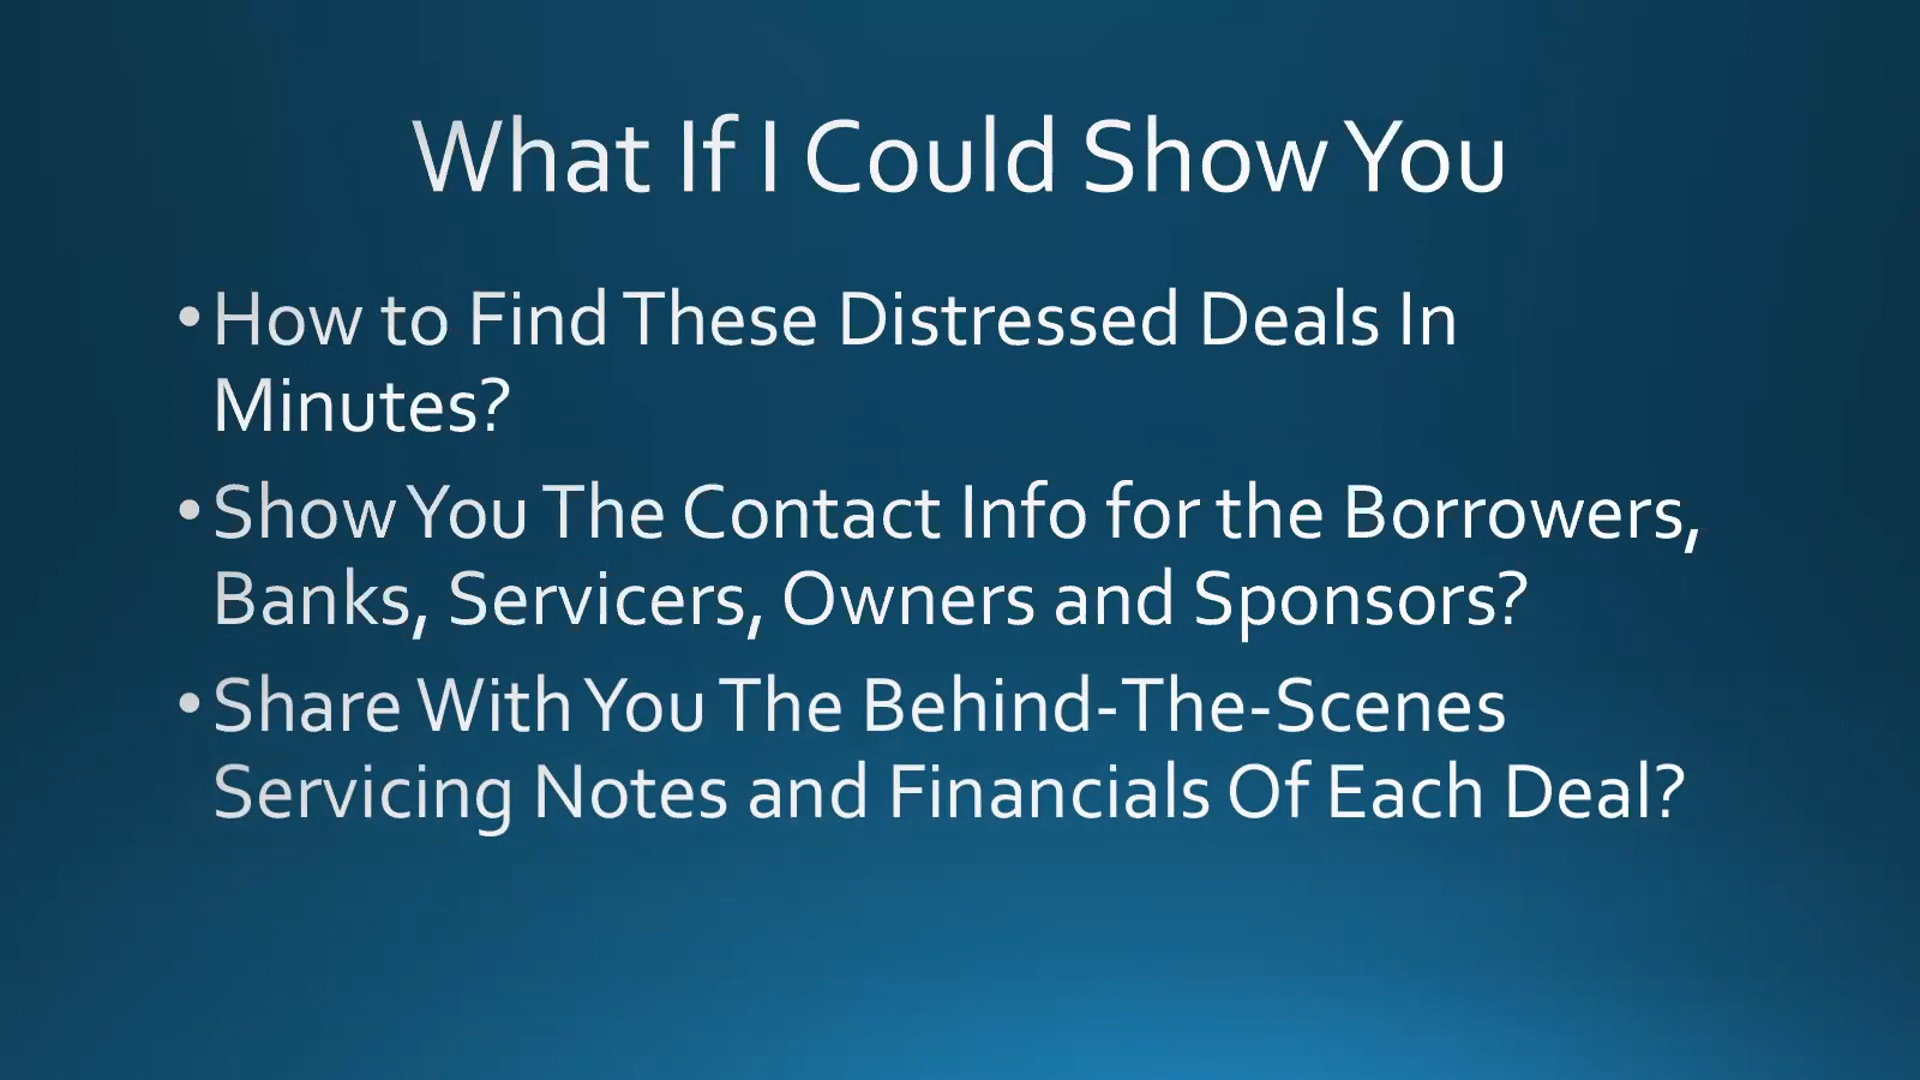 What If I Could Show You
•How to Find These Distressed Deals In
Minutes?
•Show You The Contact Info for the Borrowers,
Banks, Servicers, Owners and Sponsors?
•Share With You The Behind-The-Scenes
Servicing Notes and Financials Of Each Deal?